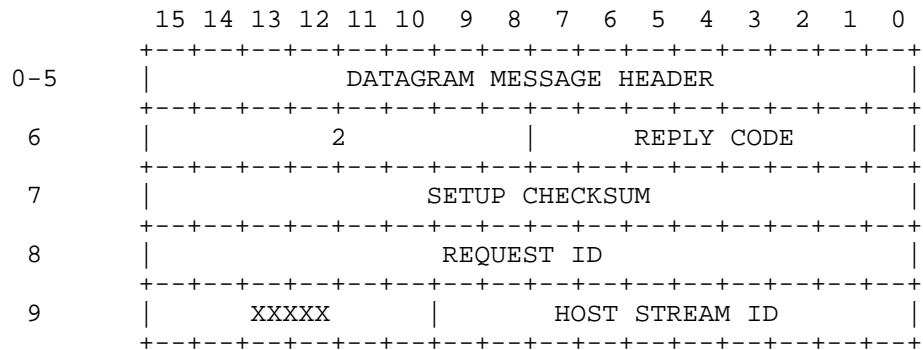 15 14 13 12 11 10 9 8 7 6 5 4 3 2 1 0
+--+--+--+--+--+--+--+--+--+--+--+--+--+--+--+--+
0-5 | DATAGRAM MESSAGE HEADER |
+--+--+--+--+--+--+--+--+--+--+--+--+--+--+--+--+
6 | 2 | REPLY CODE |
+--+--+--+--+--+--+--+--+--+--+--+--+--+--+--+--+
7 | SETUP CHECKSUM |
+--+--+--+--+--+--+--+--+--+--+--+--+--+--+--+--+
8 | REQUEST ID |
+--+--+--+--+--+--+--+--+--+--+--+--+--+--+--+--+
9 | XXXXX | HOST STREAM ID |
+--+--+--+--+--+--+--+--+--+--+--+--+--+--+--+--+